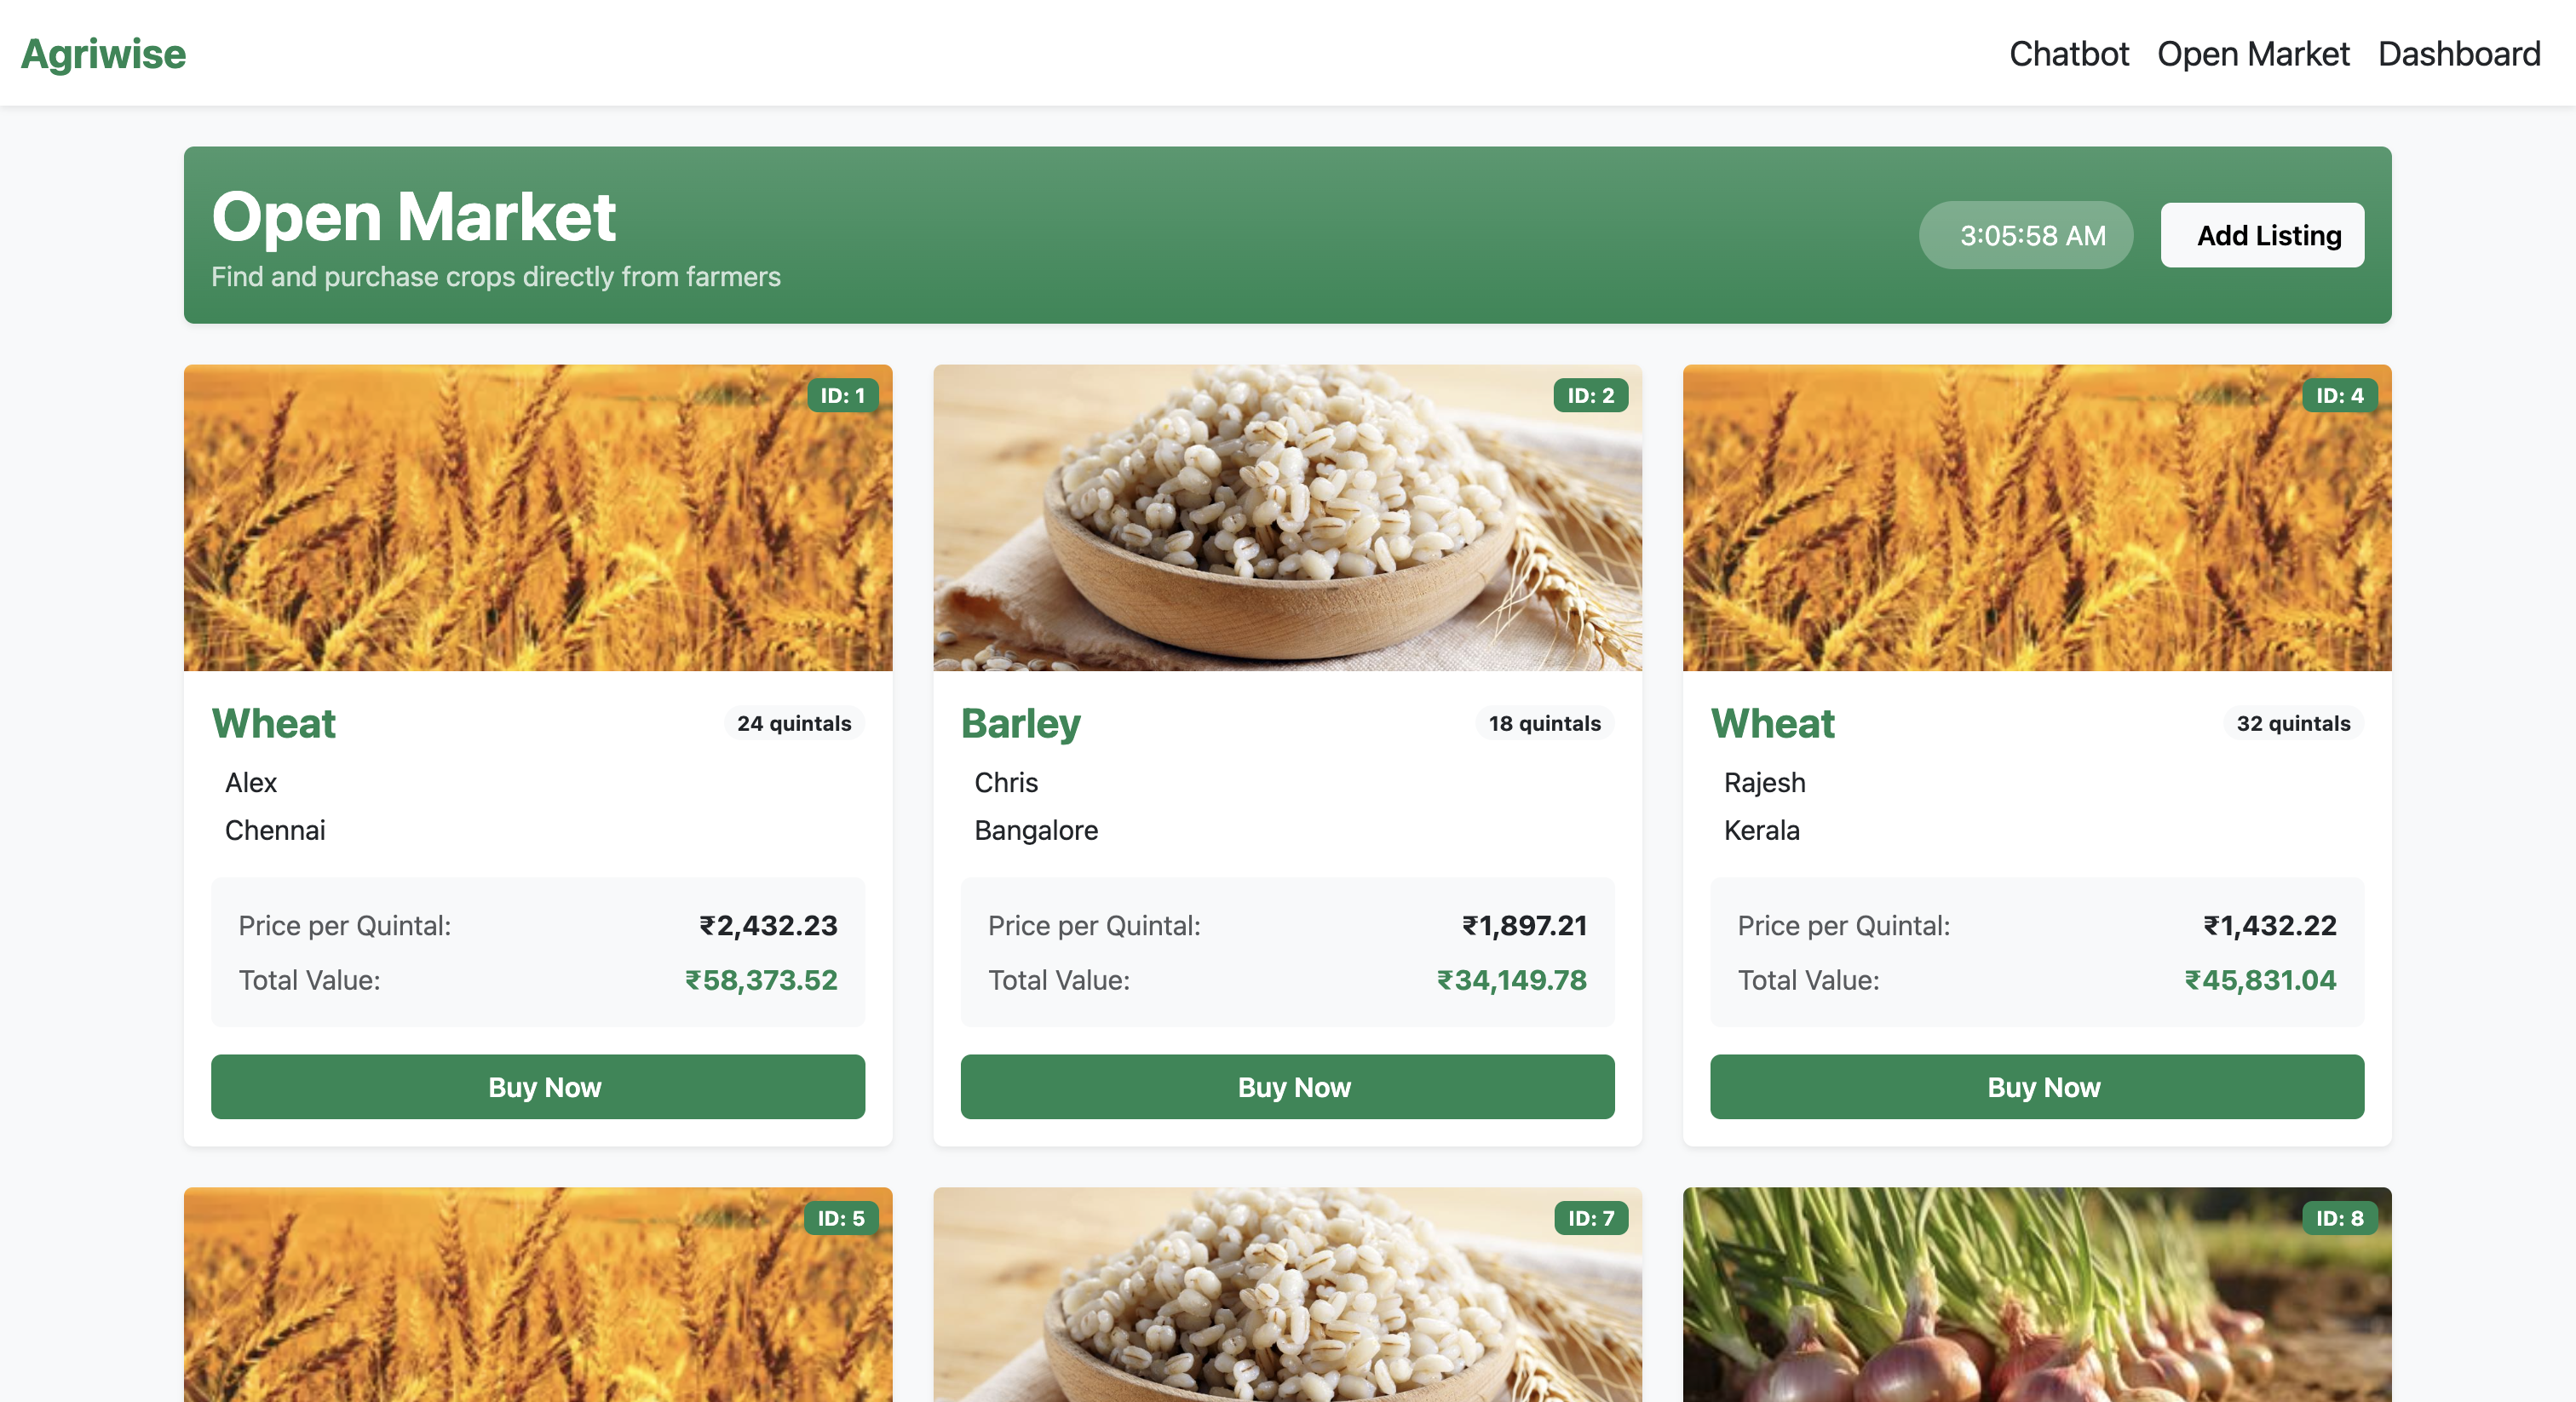 Agriwise
Chatbot Open Market Dashboard
Open Market
Find and purchase crops directly from farmers
3:05:58 AM
Add Listing
ID: 1
Wheat
24 quintals
Alex
Chennai
Price per Quintal: ₹2,432.23
Total Value: ₹58,373.52
Buy Now
ID: 2
Barley
18 quintals
Chris
Bangalore
Price per Quintal: ₹1,897.21
Total Value: ₹34,149.78
Buy Now
ID: 4
Wheat
32 quintals
Rajesh
Kerala
Price per Quintal: ₹1,432.22
Total Value: ₹45,831.04
Buy Now
ID: 5
ID: 7
ID: 8